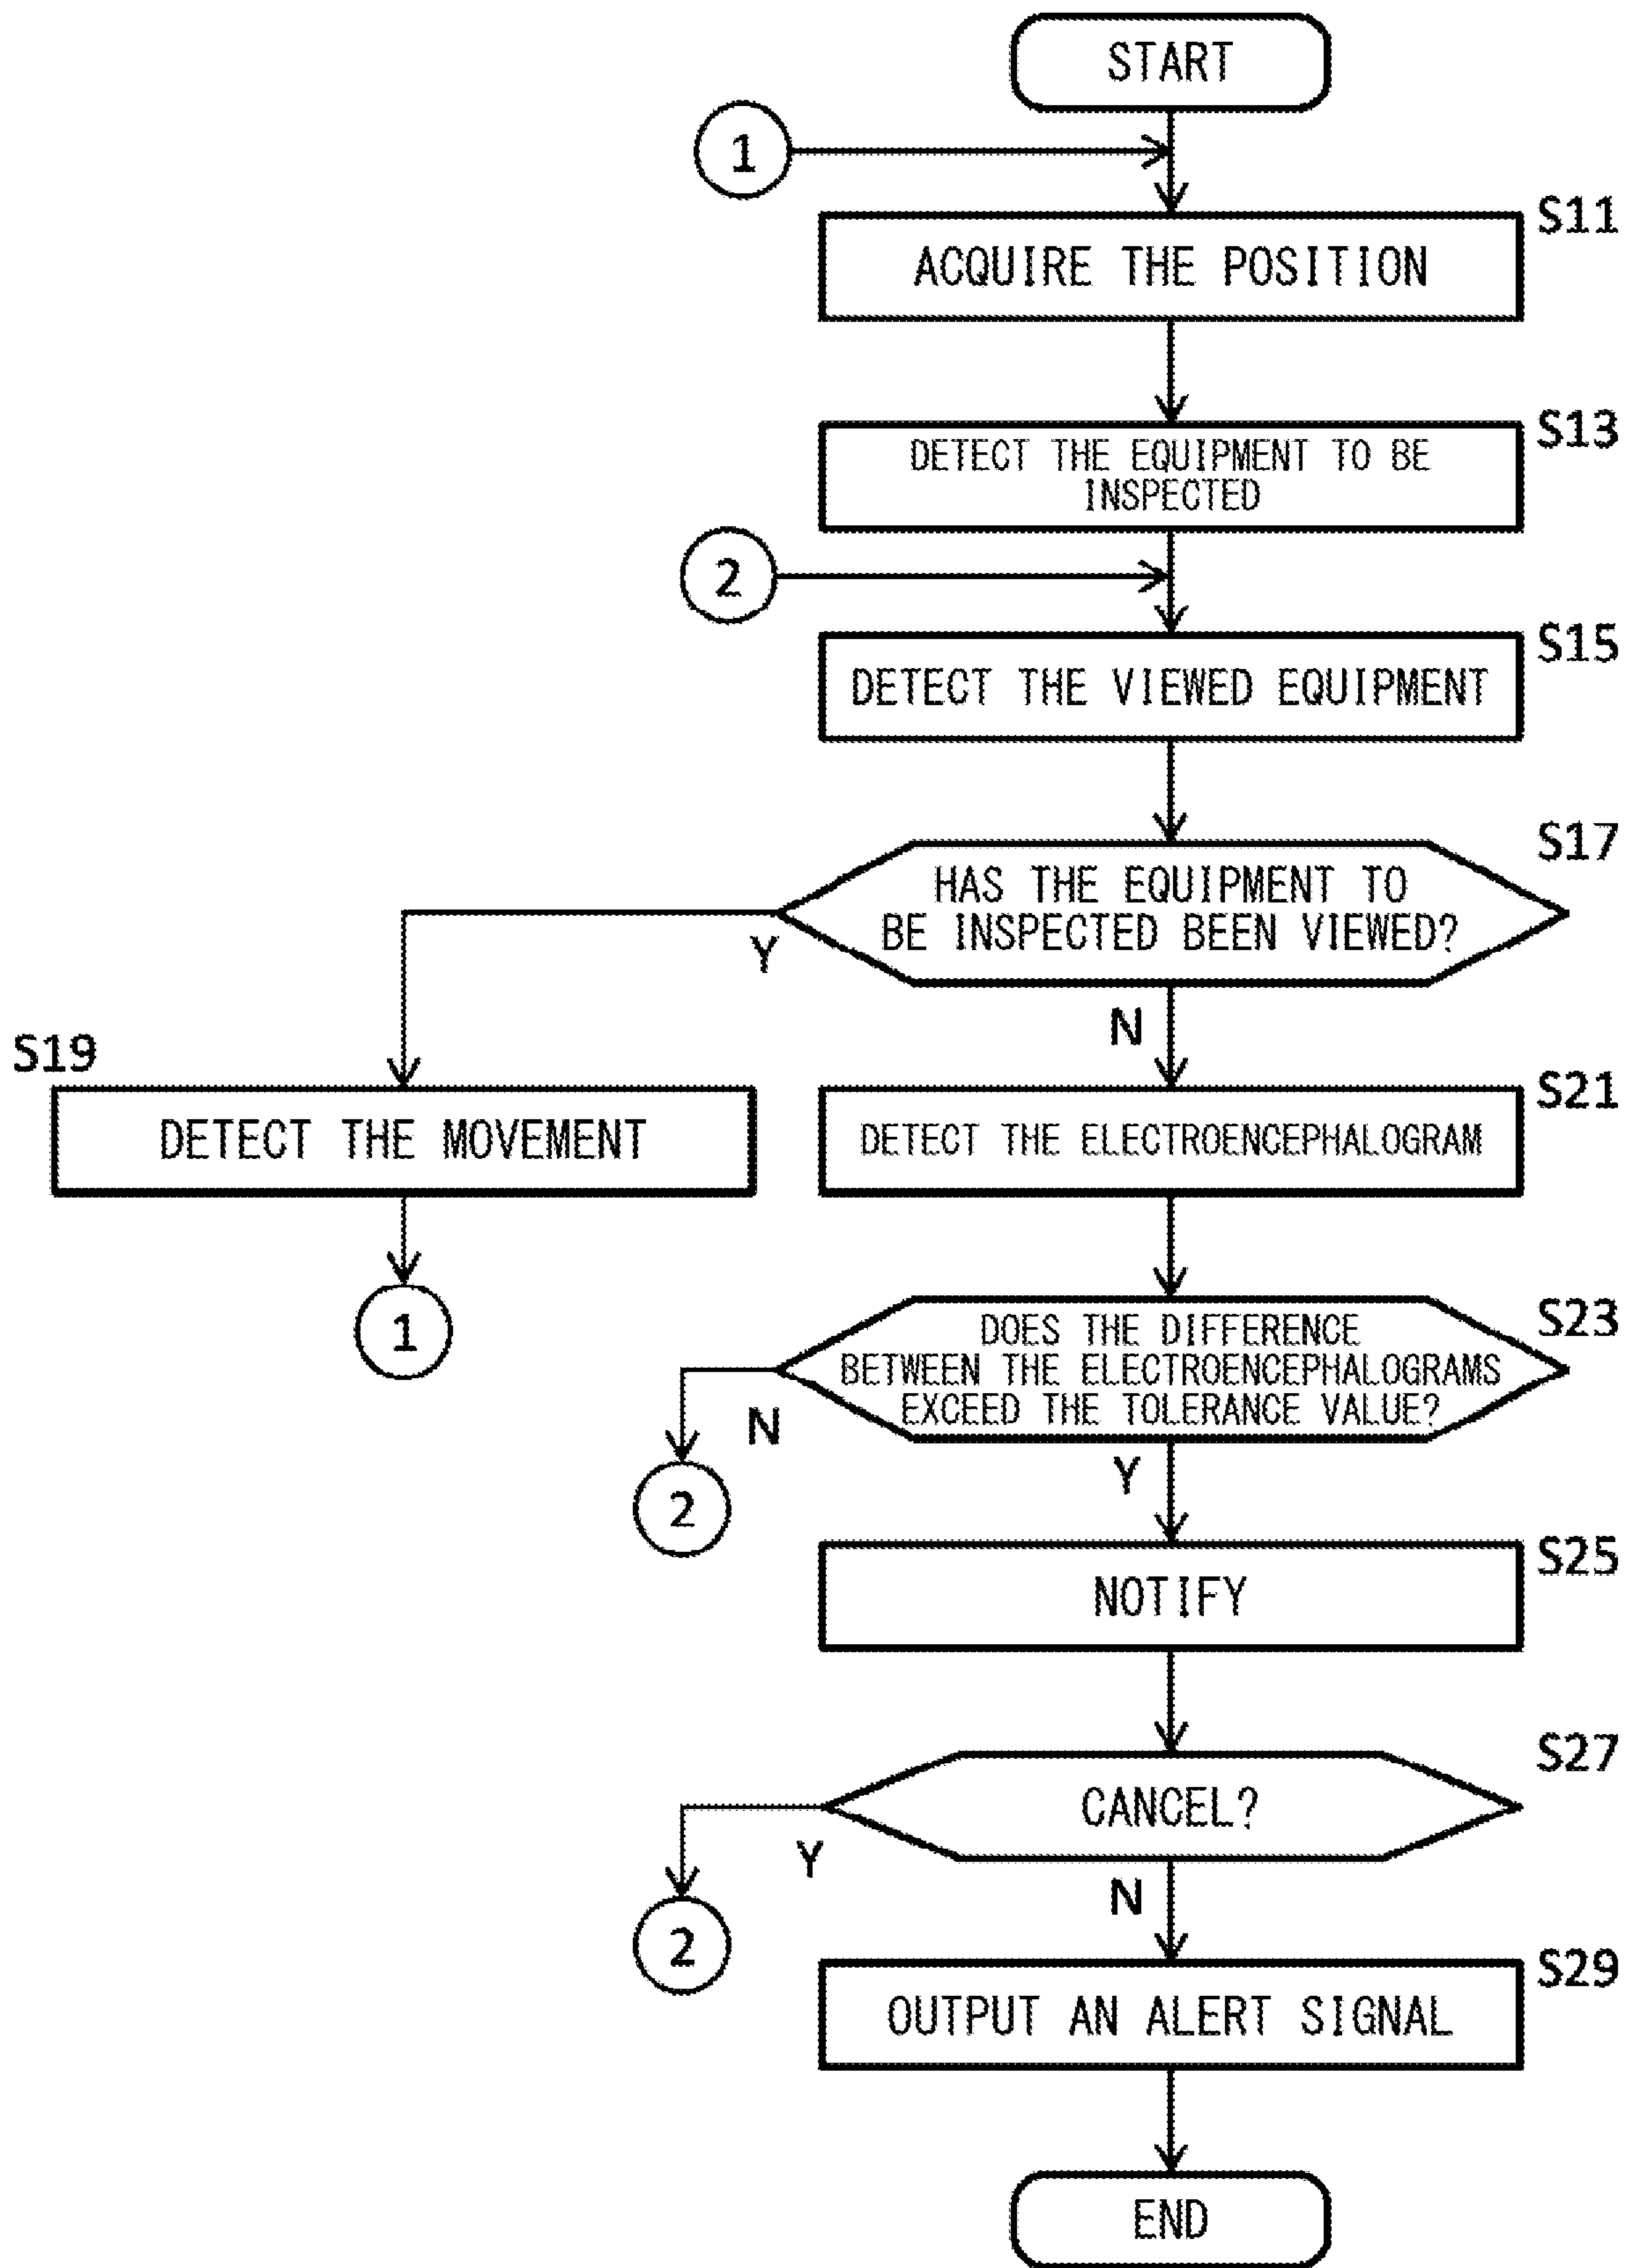 START
1
S11
ACQUIRE THE POSITION
S13
DETECT THE EQUIPMENT TO BE
INSPECTED
2
S15
DETECT THE VIEWED EQUIPMENT
S17
HAS THE EQUIPMENT TO
BE INSPECTED BEEN VIEWED?
Y
N
S19
DETECT THE MOVEMENT
1
S21
DETECT THE ELECTROENCEPHALOGRAM
S23
DOES THE DIFFERENCE
BETWEEN THE ELECTROENCEPHALOGRAMS
EXCEED THE TOLERANCE VALUE?
N
Y
2
S25
NOTIFY
S27
CANCEL?
Y
N
2
S29
OUTPUT AN ALERT SIGNAL
END